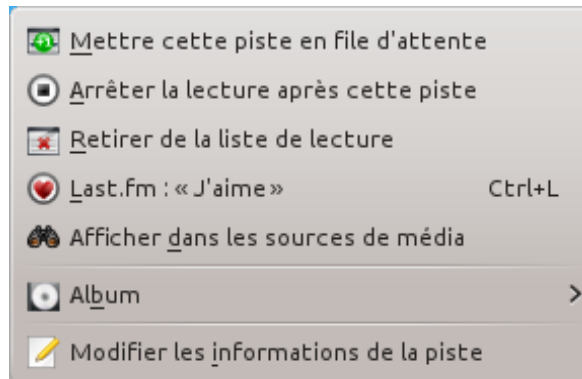 Mettre cette piste en file d'attente
Arrêter la lecture après cette piste
Retirer de la liste de lecture
Last.fm : « J'aime » Ctrl+L
Afficher dans les sources de média
Album
Modifier les informations de la piste